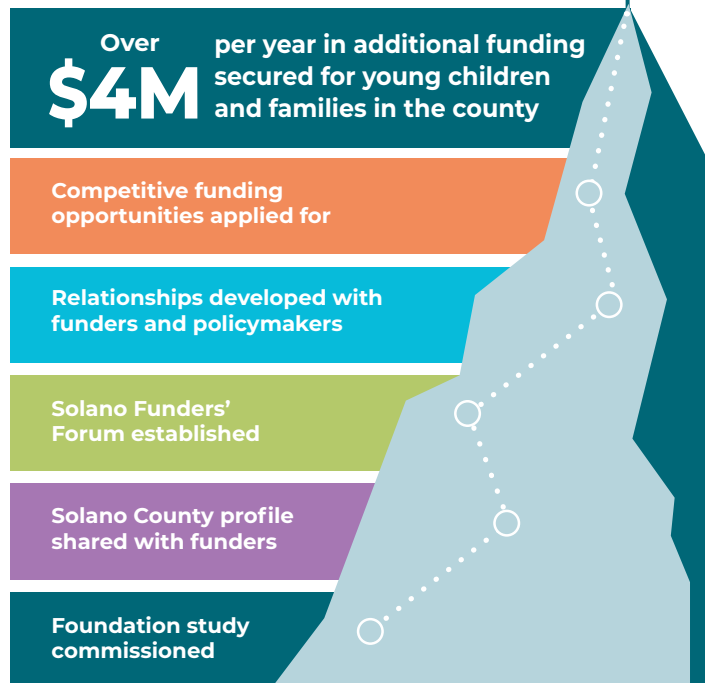 Over
$4M
per year in additional funding
secured for young children
and families in the county
Competitive funding
opportunities applied for
Relationships developed with
funders and policymakers
Solano Funders’
Forum established
Solano County profile
shared with funders
Foundation study
commissioned